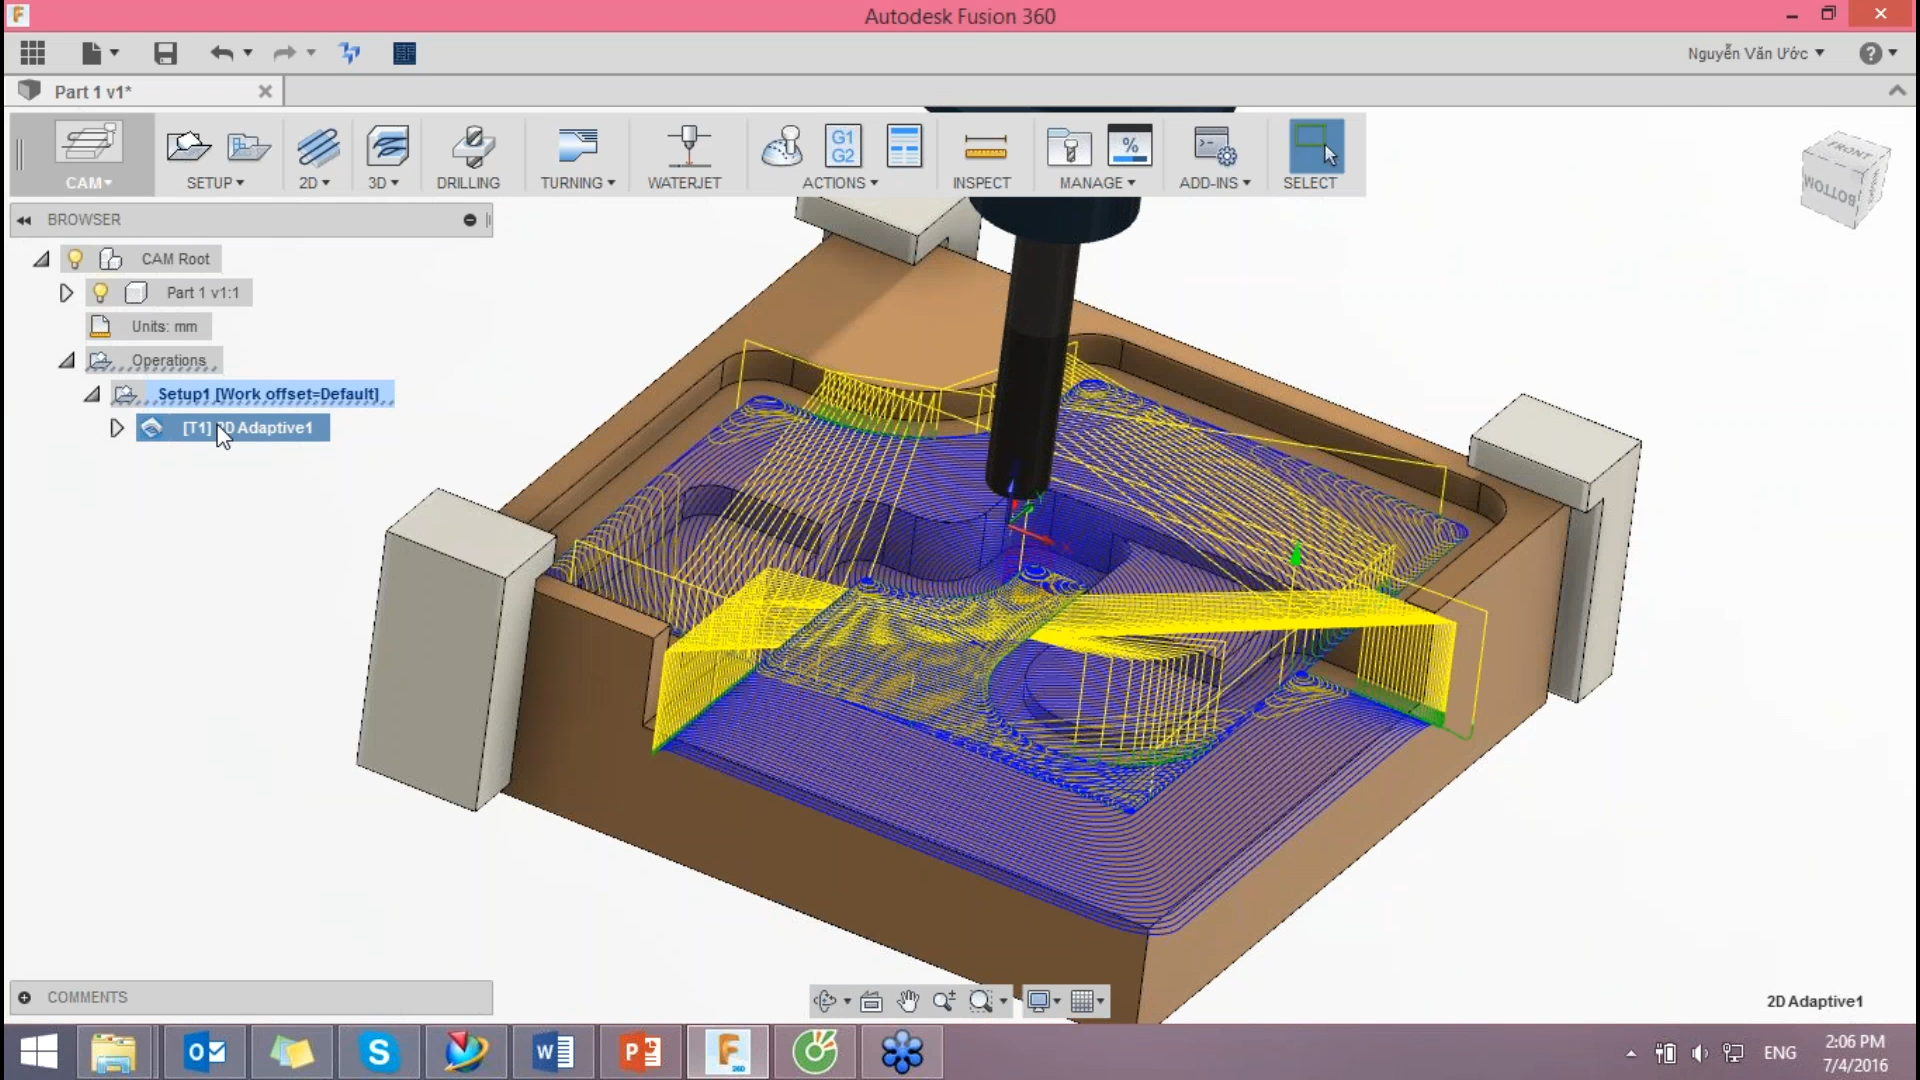 Autodesk Fusion 360
Nguyễn Văn Ước
Part 1 v1*
CAM
SETUP
2D
3D
DRILLING
TURNING
WATERJET
G1
G2
%
ACTIONS
INSPECT
MANAGE
ADD-INS
SELECT
FRONT
BOTTOM
BROWSER
CAM Root
Part 1 v1:1
Units: mm
Operations
Setup1 [Work offset=Default]
[T1] 2D Adaptive1
Y
X
COMMENTS
2D Adaptive1
ENG
2:06 PM
7/4/2016